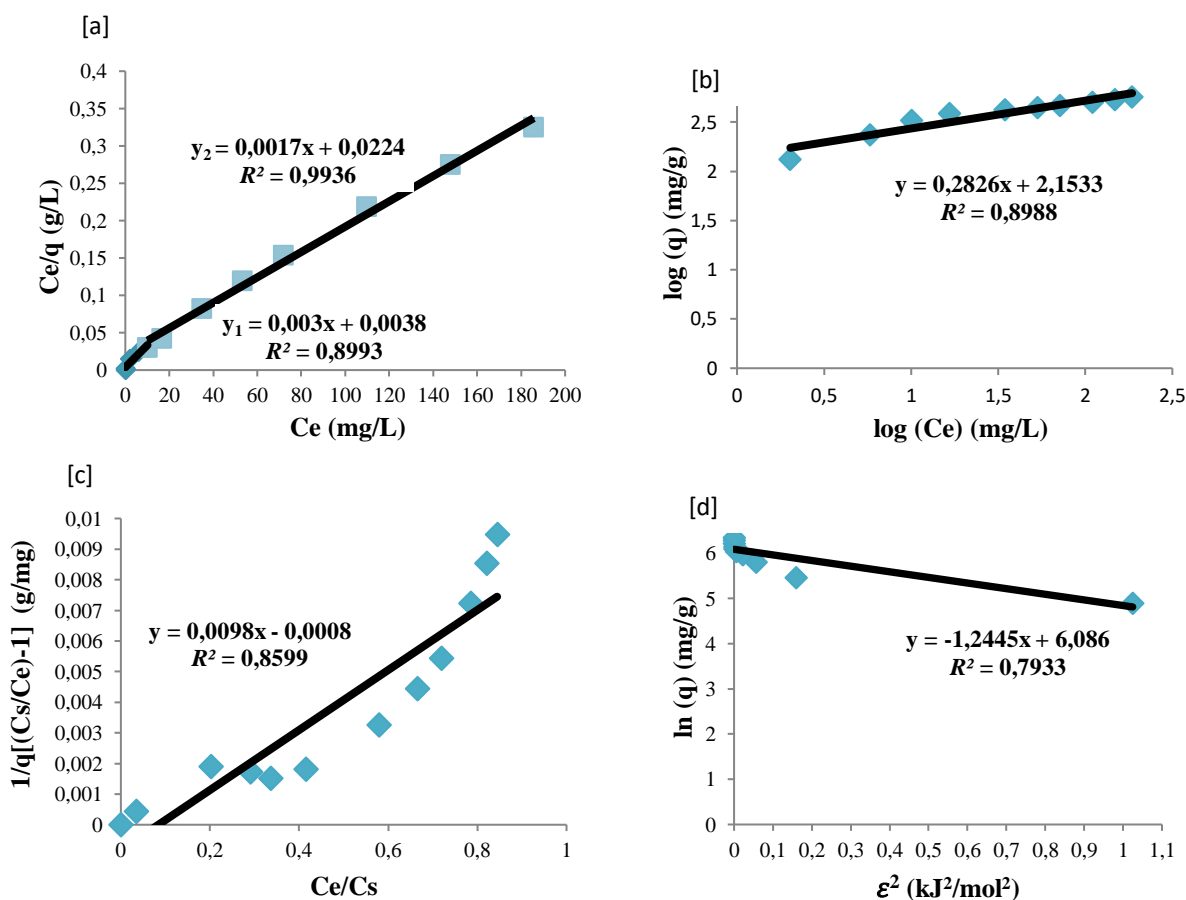 [a]
0,4
0,35
0,3
0,25
0,2
0,15
0,1
0,05
0
Ce/q (g/L)
y₂ = 0,0017x + 0,0224
R² = 0,9936
y₁ = 0,003x + 0,0038
R² = 0,8993
0 20 40 60 80 100 120 140 160 180 200
Ce (mg/L)
[b]
2,5
2
1,5
1
0,5
0
log (q) (mg/g)
y = 0,2826x + 2,1533
R² = 0,8988
0 0,5 1 1,5 2 2,5
log (Ce) (mg/L)
[c]
0,01
0,009
0,008
0,007
0,006
0,005
0,004
0,003
0,002
0,001
0
1/q[(Cs/Ce)-1] (g/mg)
y = 0,0098x - 0,0008
R² = 0,8599
0 0,2 0,4 0,6 0,8 1
Ce/Cs
[d]
6
5
4
3
2
1
0
ln (q) (mg/g)
y = -1,2445x + 6,086
R² = 0,7933
0 0,1 0,2 0,3 0,4 0,5 0,6 0,7 0,8 0,9 1 1,1
ε² (kJ²/mol²)